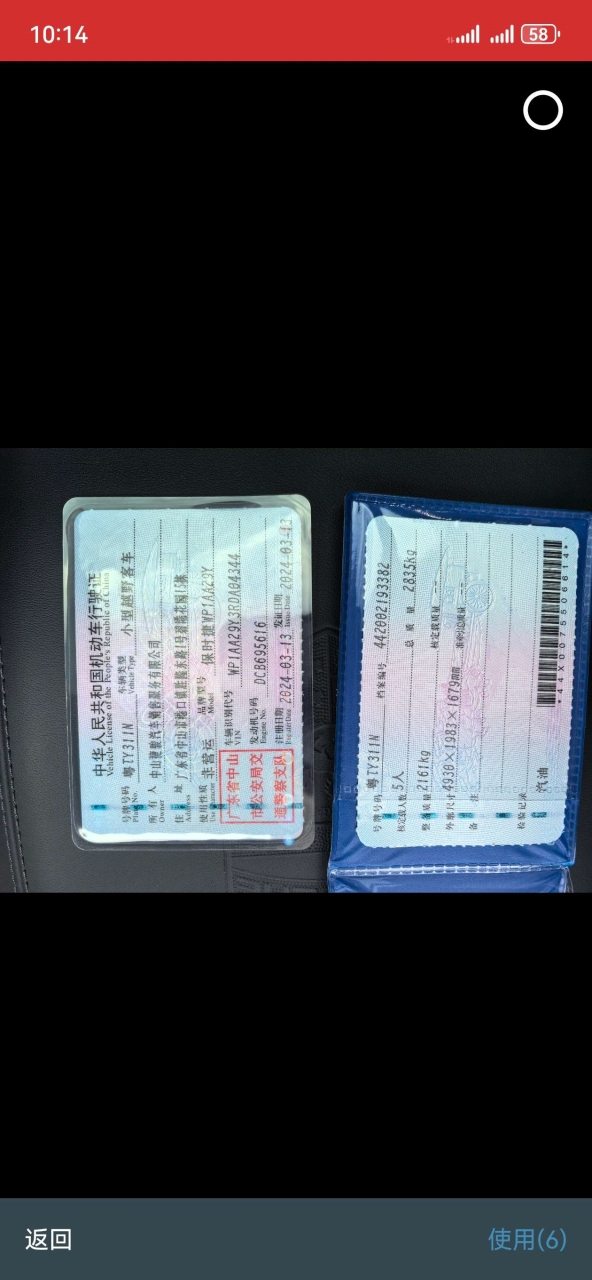 10:14
58
中华人民共和国机动车行驶证
Vehicle License of the People's Republic of China
号牌号码 粤TY311N 车辆类型 小型越野客车
Plate No. Vehicle Type
所有人 中山骏汽车销售服务有限公司
Owner
住址 广东省中山市港口镇胜隆东路1号
Address
使用性质 非营运 品牌型号 保时捷WP1AA29Y
Use Character Model
广东省中山
市公安局交
通警察支队
车辆识别代号 WP1AA29Y3RDA04344
VIN
发动机号码 DCB695616
Engine No.
注册日期 2024-03-13 发证日期 2024-03-13
Register Date Issue Date
号牌号码 粤TY311N 档案编号 442002193382
核定载人数 5人 总质量 2835kg
整备质量 2161kg 核定载质量 --
外廓尺寸 4930×1983×1679mm 准牵引总质量
备注
检验记录
汽油
*44X0075506614*
返回
使用(6)